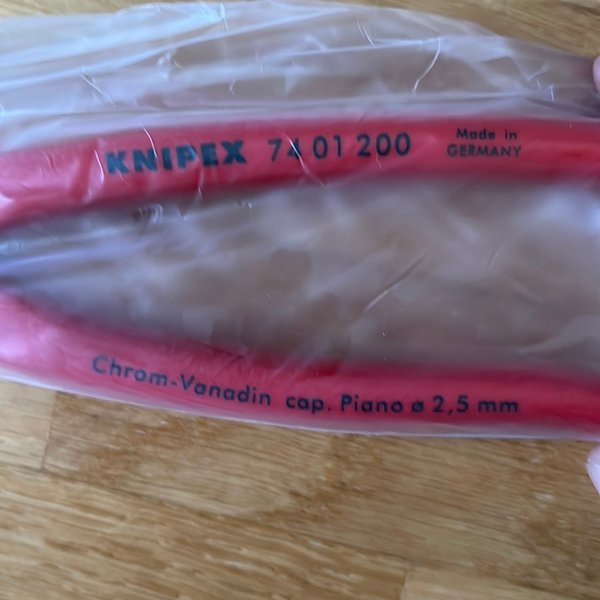 KNIPEX 74 01 200 Made in
GERMANY
Chrom-Vanadin cap. Piano ø 2,5 mm